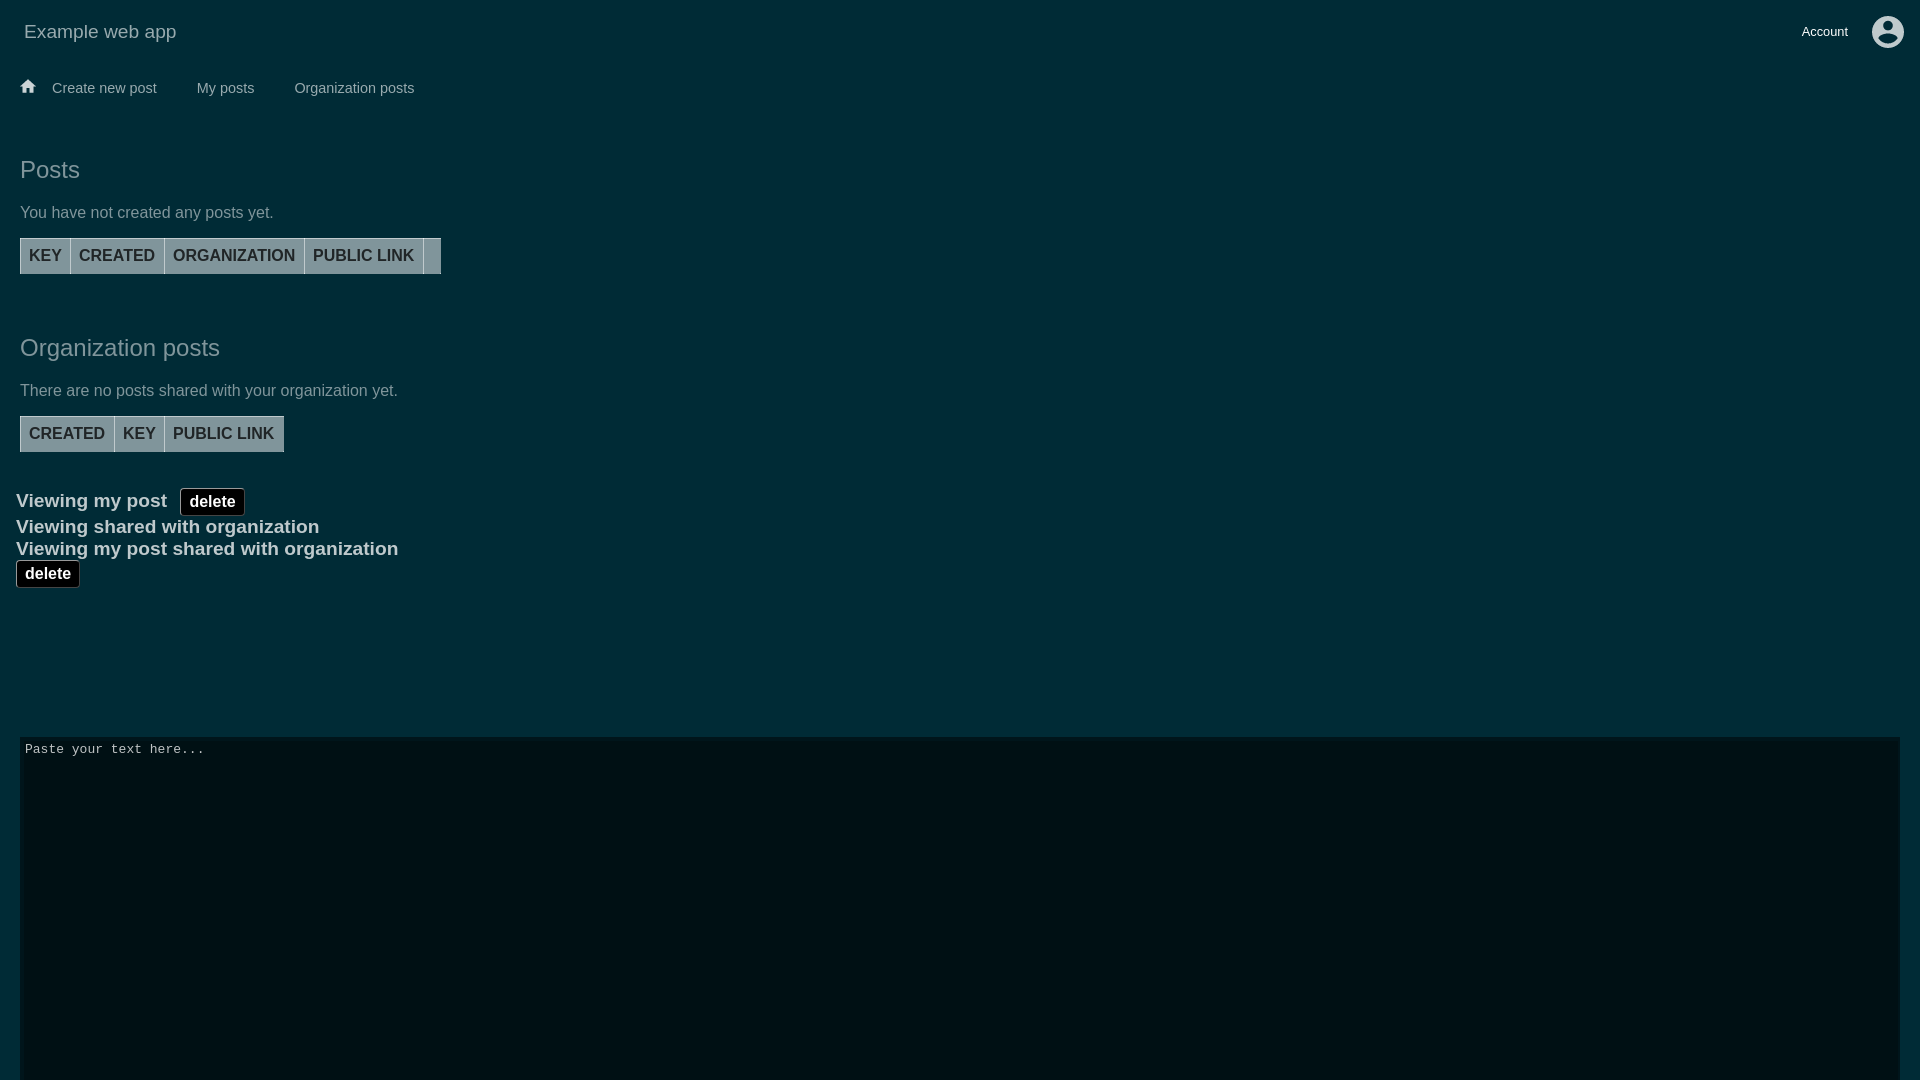 Example web app
Account
Create new post
My posts
Organization posts
Posts
You have not created any posts yet.
KEY CREATED ORGANIZATION PUBLIC LINK
Organization posts
There are no posts shared with your organization yet.
CREATED KEY PUBLIC LINK
Viewing my post delete
Viewing shared with organization
Viewing my post shared with organization
delete
Paste your text here...